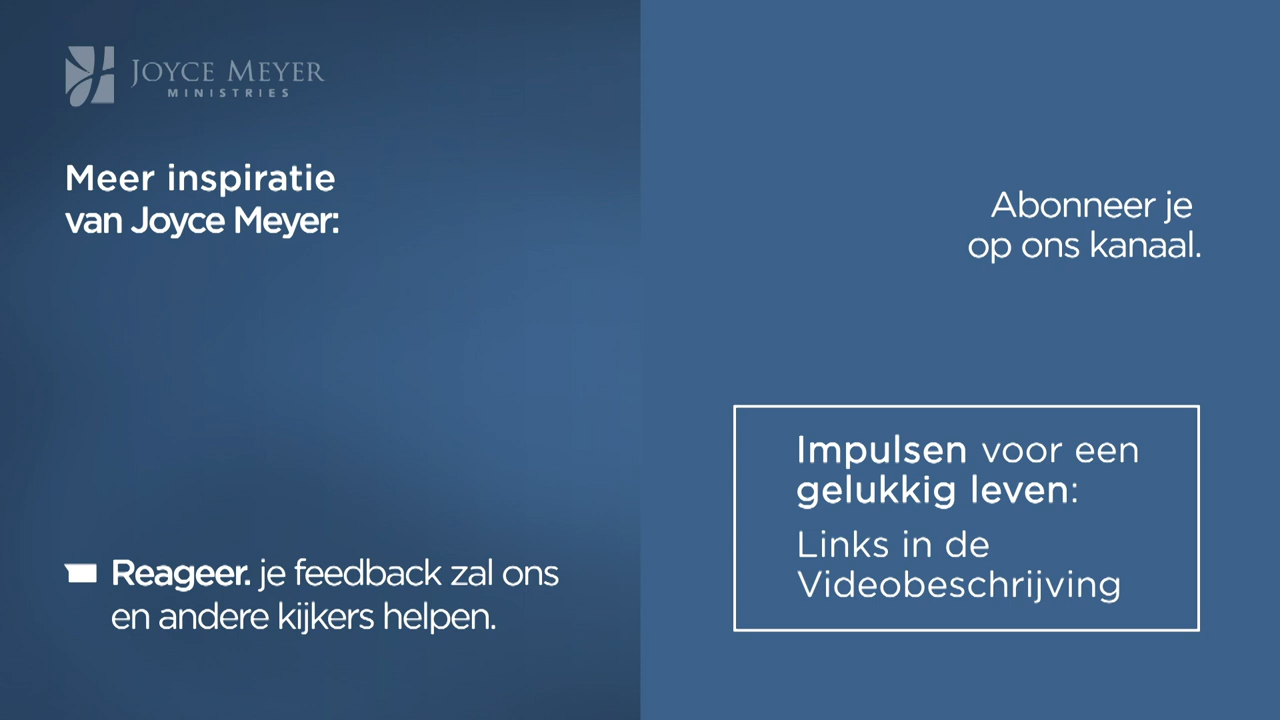 JOYCE MEYER
MINISTRIES
Meer inspiratie
van Joyce Meyer:
Abonneer je
op ons kanaal.
Impulsen voor een
gelukkig leven:
Links in de
Videobeschrijving
Reageer. je feedback zal ons
en andere kijkers helpen.